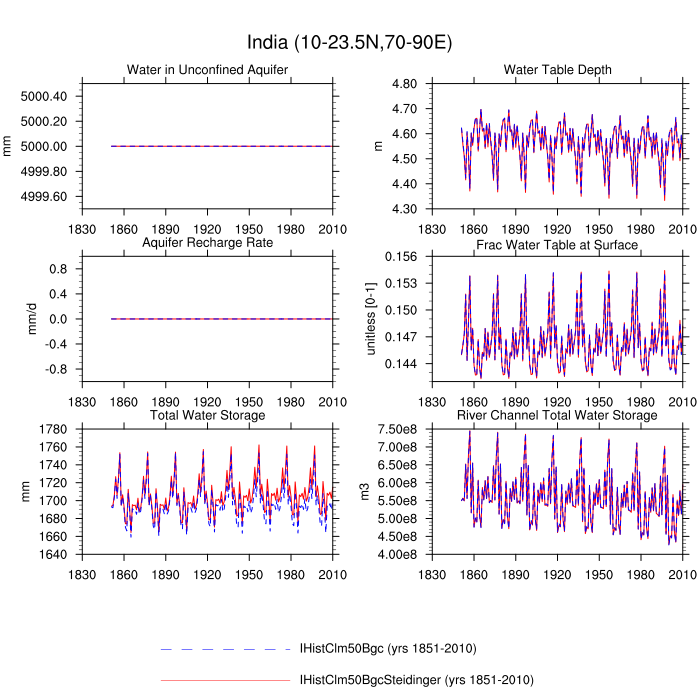 India (10-23.5N,70-90E)
Water in Unconfined Aquifer
Water Table Depth
5000.40
5000.00
4999.80
4999.60
mm
1830 1860 1890 1920 1950 1980 2010
4.80
4.70
4.60
4.50
4.40
4.30
m
1830 1860 1890 1920 1950 1980 2010
Aquifer Recharge Rate
Frac Water Table at Surface
0.8
0.4
0.0
-0.4
-0.8
mm/d
1830 1860 1890 1920 1950 1980 2010
0.156
0.153
0.150
0.147
0.144
unitless [0-1]
1830 1860 1890 1920 1950 1980 2010
Total Water Storage
River Channel Total Water Storage
1780
1760
1740
1720
1700
1680
1660
1640
mm
1830 1860 1890 1920 1950 1980 2010
7.50e8
7.00e8
6.50e8
6.00e8
5.50e8
5.00e8
4.50e8
4.00e8
m3
1830 1860 1890 1920 1950 1980 2010
IHistClm50Bgc (yrs 1851-2010)
IHistClm50BgcSteidinger (yrs 1851-2010)